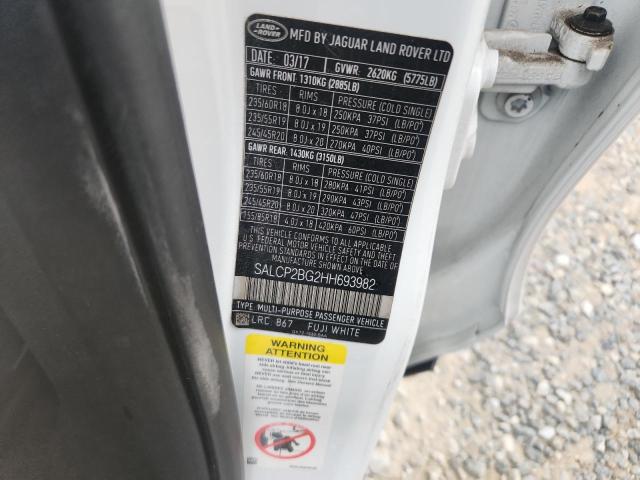 LAND ROVER
MFG BY JAGUAR LAND ROVER LTD
DATE: 03/17 GVWR: 2620KG (5775LB)
GAWR FRONT: 1310KG (2885LB)
TIRES RIMS PRESSURE (COLD SINGLE)
235/60R18 8.0J x 18 250KPA 37PSI (LB/PO²)
235/55R19 8.0J x 19 250KPA 37PSI (LB/PO²)
245/45R20 8.0J x 20 270KPA 40PSI (LB/PO²)
GAWR REAR: 1430KG (3150LB)
TIRES RIMS PRESSURE (COLD SINGLE)
235/60R18 8.0J x 18 280KPA 41PSI (LB/PO²)
235/55R19 8.0J x 19 290KPA 43PSI (LB/PO²)
245/45R20 8.0J x 20 320KPA 47PSI (LB/PO²)
155/85R18 4.0J x 18 420KPA 60PSI (LB/PO²)
THIS VEHICLE CONFORMS TO ALL APPLICABLE
U.S. FEDERAL MOTOR VEHICLE SAFETY AND THEFT
PREVENTION STANDARDS IN EFFECT ON THE DATE
OF MANUFACTURE SHOWN ABOVE.
SALCP2BG2HH693982
TYPE: MULTI-PURPOSE PASSENGER VEHICLE
LRC 867 FUJI WHITE
WARNING
ATTENTION